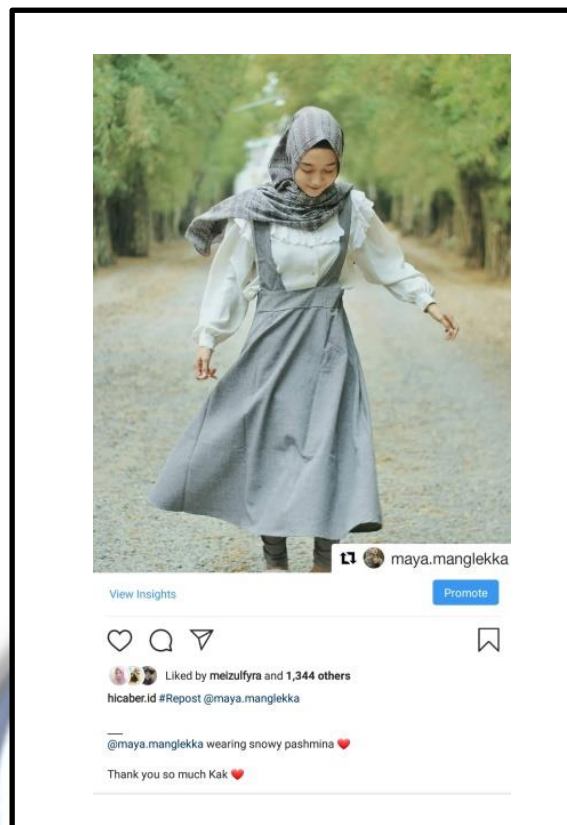 maya.manglekka
View Insights
Promote
Liked by meizulfyra and 1,344 others
hicaber.id #Repost @maya.manglekka
__
@maya.manglekka wearing snowy pashmina ❤️
Thank you so much Kak ❤️